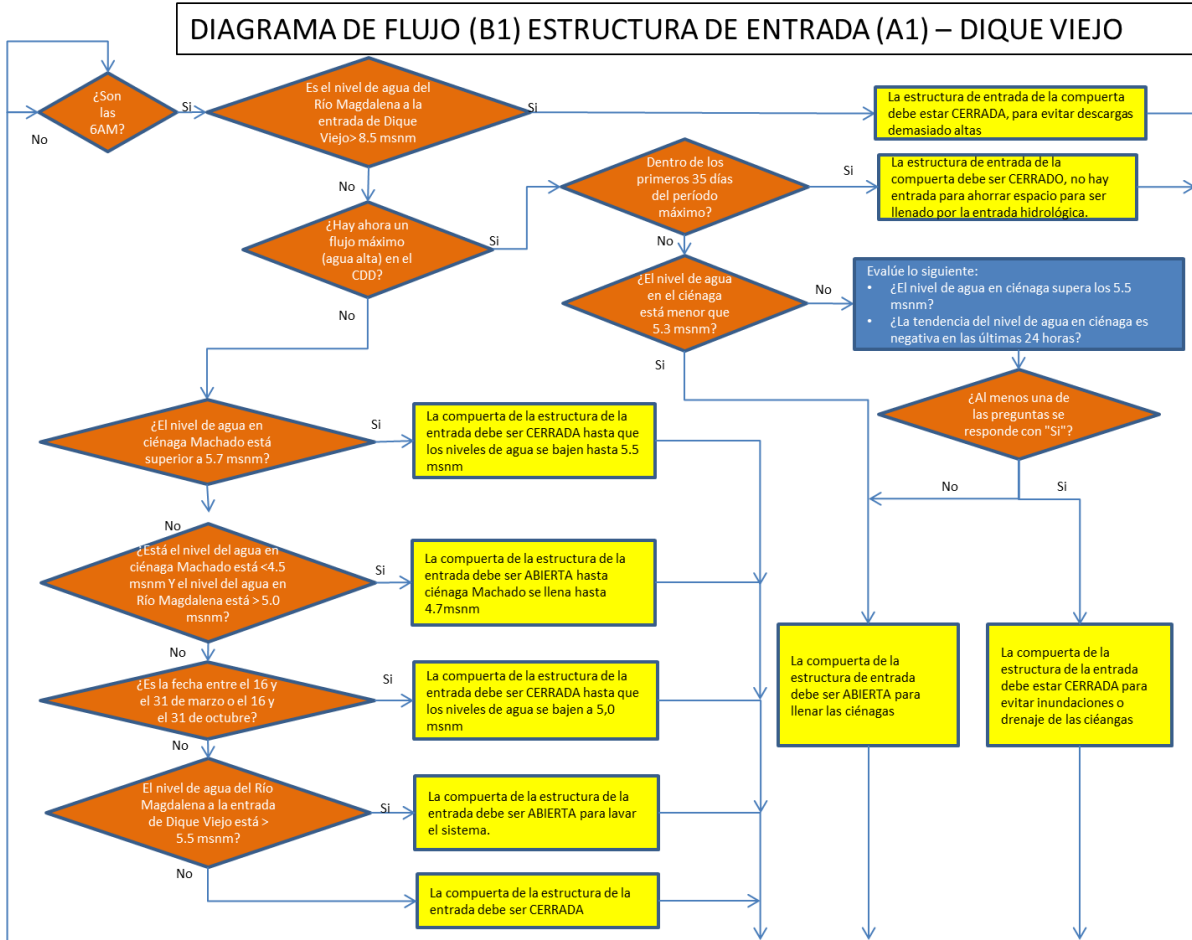 DIAGRAMA DE FLUJO (B1) ESTRUCTURA DE ENTRADA (A1) – DIQUE VIEJO
¿Son
las
6AM?
Si
No
Es el nivel de agua del
Río Magdalena a la
entrada de Dique
Viejo> 8.5 msnm
Si
No
La estructura de entrada de la compuerta
debe estar CERRADA, para evitar descargas
demasiado altas
¿Hay ahora un
flujo máximo
(agua alta) en el
CDD?
Si
No
Dentro de los
primeros 35 días
del período
máximo?
Si
No
La estructura de entrada de la
compuerta debe ser CERRADO, no hay
entrada para ahorrar espacio para ser
llenado por la entrada hidrológica.
¿El nivel de agua
en el ciénaga
está menor que
5.3 msnm?
No
Si
Evalúe lo siguiente:
• ¿El nivel de agua en ciénaga supera los 5.5
msnm?
• ¿La tendencia del nivel de agua en ciénaga es
negativa en las últimas 24 horas?
¿Al menos una de
las preguntas se
responde con "Si"?
No
Si
¿El nivel de agua en
ciénaga Machado está
superior a 5.7 msnm?
Si
No
La compuerta de la estructura de la
entrada debe ser CERRADA hasta que
los niveles de agua se bajen hasta 5.5
msnm
¿Está el nivel del agua en
ciénaga Machado está <4.5
msnm Y el nivel del agua en
Río Magdalena está > 5.0
msnm?
Si
No
La compuerta de la estructura de la
entrada debe ser ABIERTA hasta
ciénaga Machado se llena hasta
4.7msnm
¿Es la fecha entre el 16 y
el 31 de marzo o el 16 y
el 31 de octubre?
Si
No
La compuerta de la estructura de la
entrada debe ser CERRADA hasta que
los niveles de agua se bajen a 5,0
msnm
El nivel de agua del Río
Magdalena a la entrada
de Dique Viejo está >
5.5 msnm?
Si
No
La compuerta de la estructura de la
entrada debe ser ABIERTA para lavar
el sistema.
La compuerta de la estructura de la
entrada debe ser CERRADA
La compuerta de la
estructura de entrada
debe ser ABIERTA para
llenar las ciénagas
La compuerta de la
estructura de la entrada
debe estar CERRADA para
evitar inundaciones o
drenaje de las ciéangas